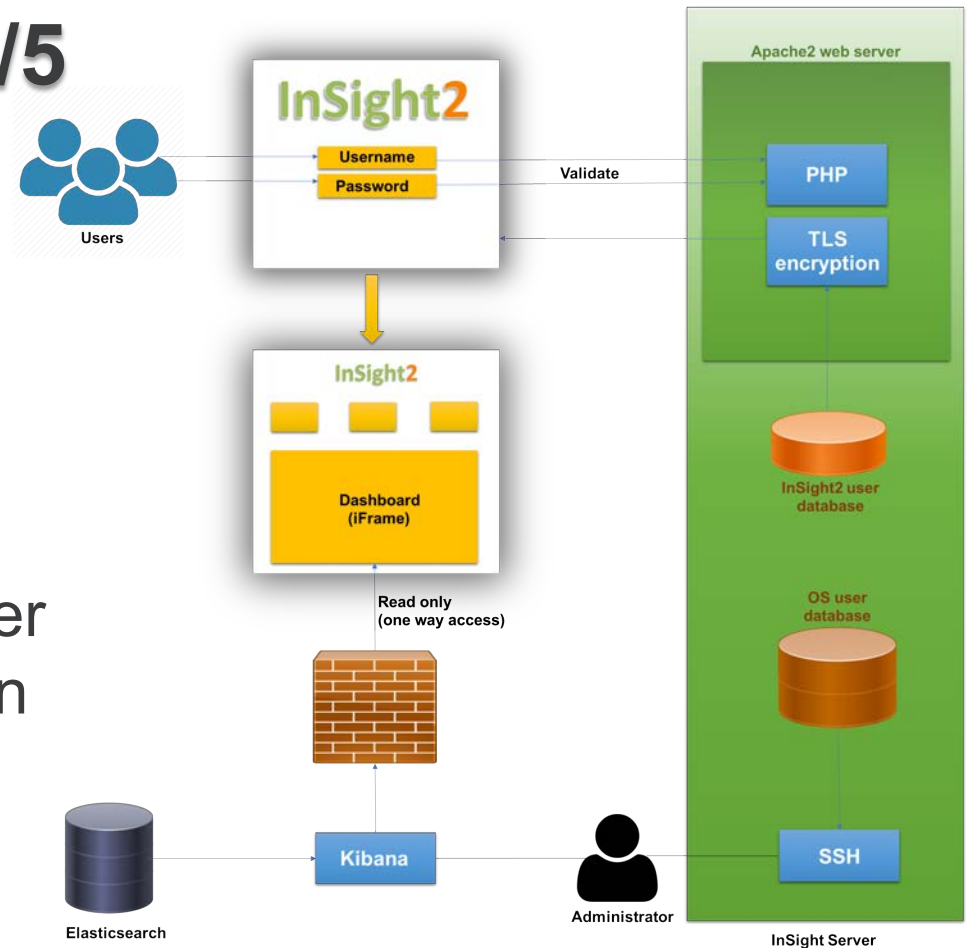 /5
InSight2
Username
Password
Users
Validate
Apache2 web server
PHP
TLS
encryption
InSight2
Dashboard
(iFrame)
InSight2 user
database
Read only
(one way access)
OS user
database
er
n
Kibana
SSH
Elasticsearch
Administrator
InSight Server